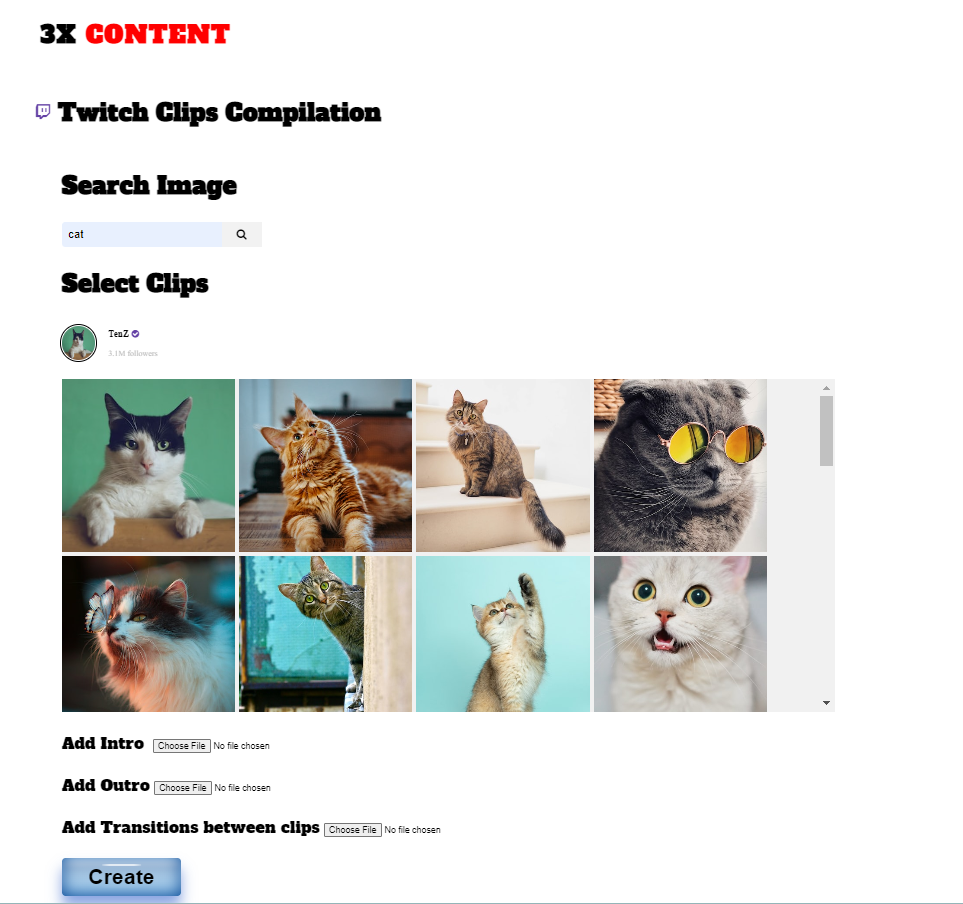 3X CONTENT
Twitch Clips Compilation
Search Image
cat
Select Clips
TenZ
3.1M followers
Add Intro Choose File No file chosen
Add Outro Choose File No file chosen
Add Transitions between clips Choose File No file chosen
Create